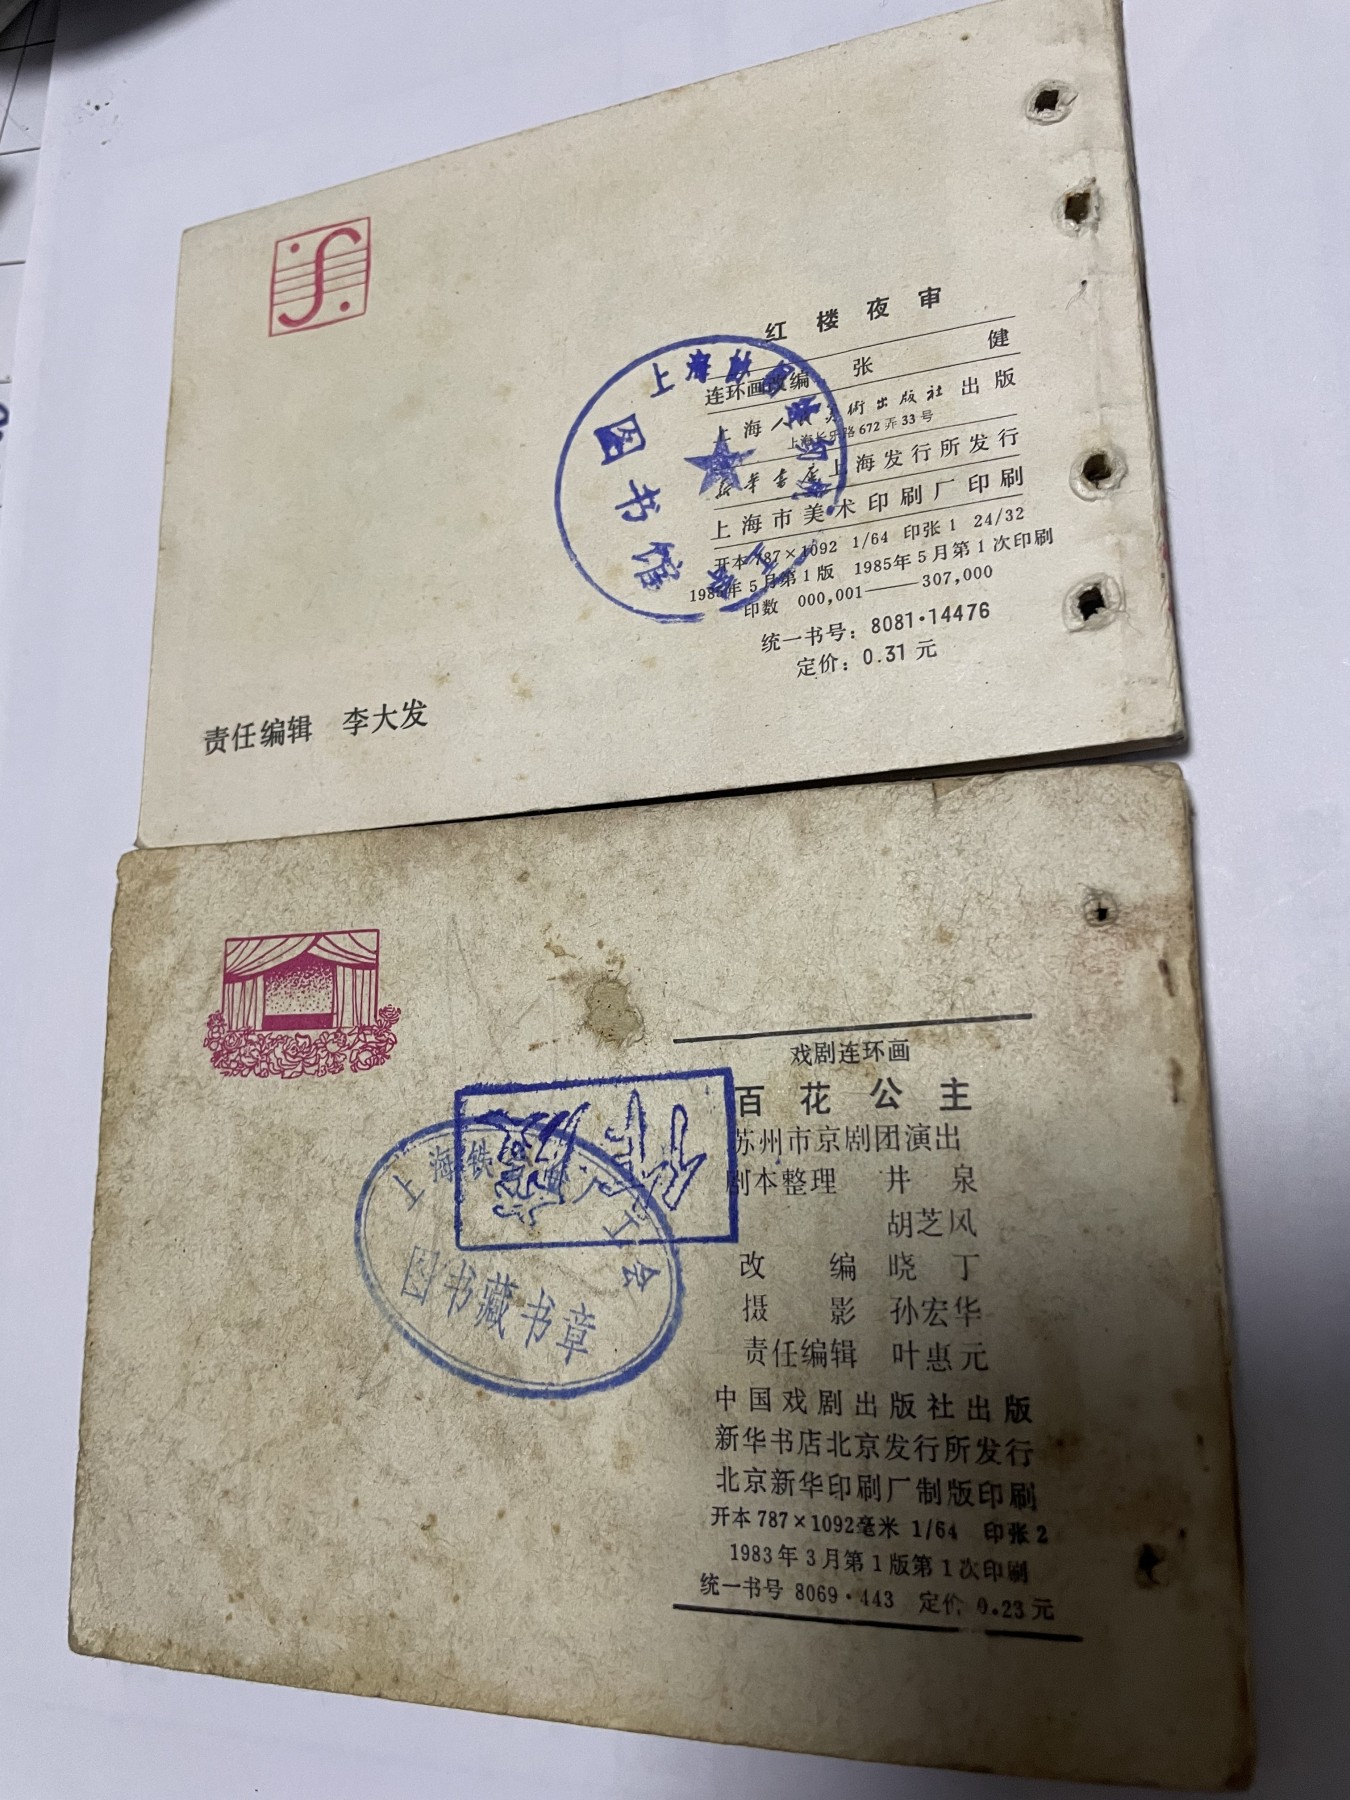 红楼夜审
连环画改编 张健
上海人民美术出版社出版
上海长乐路672弄33号
新华书店上海发行所发行
上海市美术印刷厂印刷
开本 787×1092 1/64 印张 1 24/32
1985年5月第1版 1985年5月第1次印刷
印数 000,001——307,000
统一书号：8081·14476
定价：0.31 元
上海
图书馆
责任编辑 李大发
戏剧连环画
百花公主
苏州市京剧团演出
剧本整理 井泉
胡芝风
改编 晓丁
摄影 孙宏华
责任编辑 叶惠元
中国戏剧出版社出版
新华书店北京发行所发行
北京新华印刷厂制版印刷
开本787×1092毫米 1/64 印张2
1983年3月第1版第1次印刷
统一书号 8069·443 定价 0.23元
上海铁
工会
图书藏书章